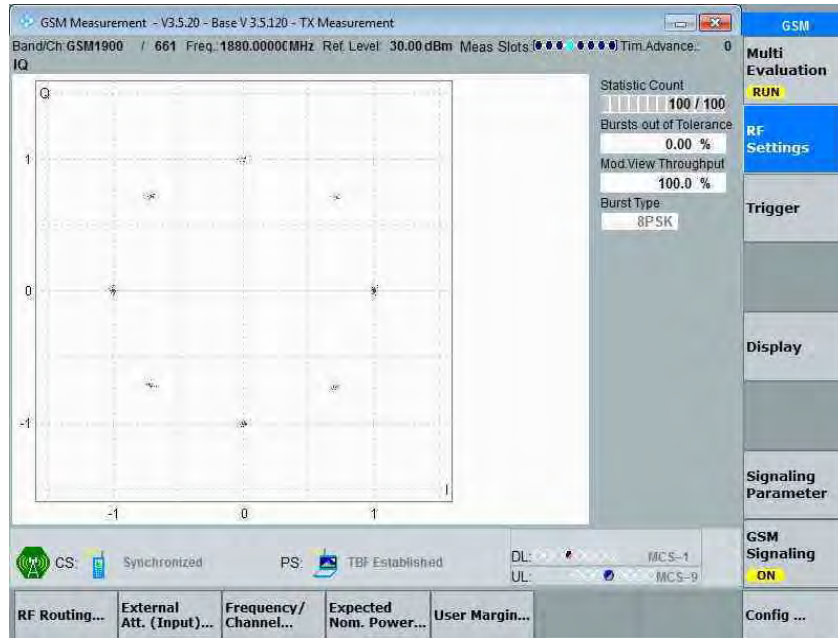 GSM Measurement - V3.5.20 - Base V 3.5.120 - TX Measurement
Band/Ch: GSM1900 / 661 Freq.: 1880.00000 MHz Ref. Level: 30.00 dBm Meas Slots: Tim.Advance.: 0
IQ
Q
1
0
-1
I
-1 0 1
Statistic Count
100 / 100
Bursts out of Tolerance
0.00 %
Mod.View Throughput
100.0 %
Burst Type
8PSK
CS: Synchronized PS: TBF Established DL: MCS-1
UL: MCS-9
RF Routing...
External
Att. (Input)...
Frequency/
Channel...
Expected
Nom. Power...
User Margin...
GSM
Multi
Evaluation
RUN
RF
Settings
Trigger
Display
Signaling
Parameter
GSM
Signaling
ON
Config ...